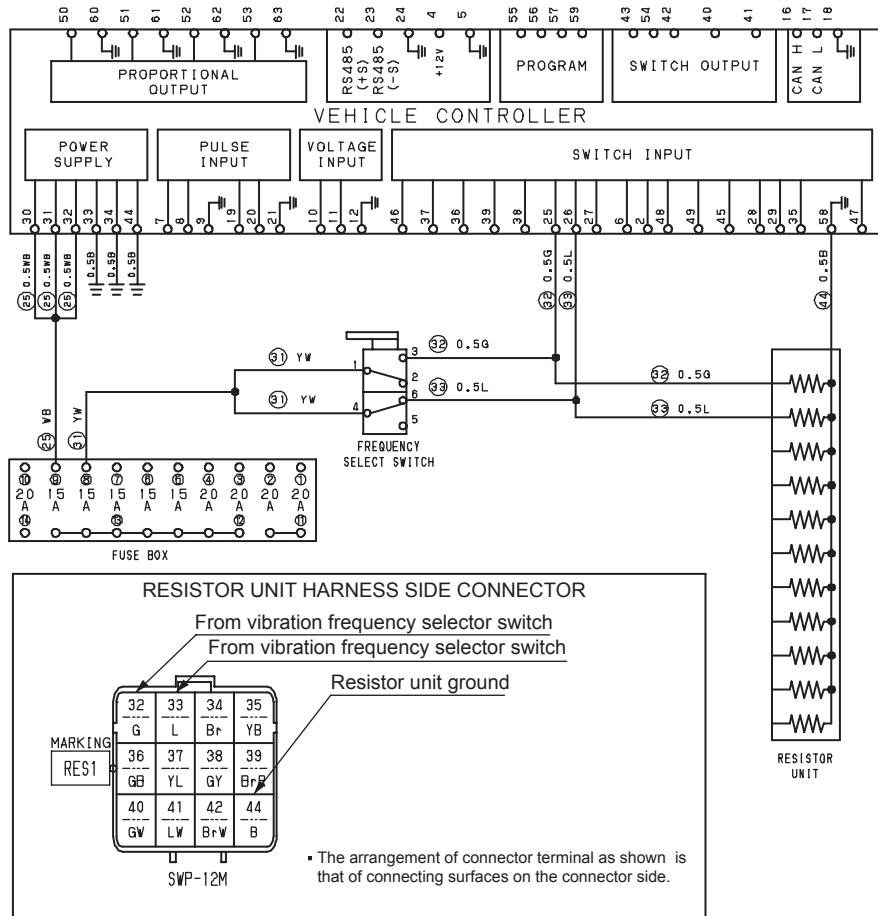 50 60 51 61 52 62 53 63 22 23 24 4 5 55 56 57 59 43 54 42 40 41 16 17 18
PROPORTIONAL
OUTPUT
RS485
(+S)
RS485
(-S)
+12V
PROGRAM
SWITCH OUTPUT
CAN H
CAN L
VEHICLE CONTROLLER
POWER
SUPPLY
PULSE
INPUT
VOLTAGE
INPUT
SWITCH INPUT
30 31 32 33 34 44 7 8 9 19 20 21 10 11 12 46 37 36 39 38 25 26 27 6 2 48 49 45 28 29 35 58 47
25 0.5WB
25 0.5WB
25 0.5WB
0.5B
0.5B
0.5B
32 0.5G
33 0.5L
44 0.5B
31 YW
31 YW
1 3 2 4 6 5
32 0.5G
33 0.5L
32 0.5G
33 0.5L
25 WB
31 YW
FREQUENCY
SELECT SWITCH
10 9 8 7 6 5 4 3 2 1
20 15 15 15 15 15 20 20 20 20
A A A A A A A A A A
14 13 12 11
FUSE BOX
RESISTOR
UNIT
RESISTOR UNIT HARNESS SIDE CONNECTOR
From vibration frequency selector switch
From vibration frequency selector switch
Resistor unit ground
32 33 34 35
G L Br YB
MARKING
RES1
36 37 38 39
GB YL GY BrR
40 41 42 44
GW LW BrW B
SWP-12M
▪ The arrangement of connector terminal as shown is
that of connecting surfaces on the connector side.